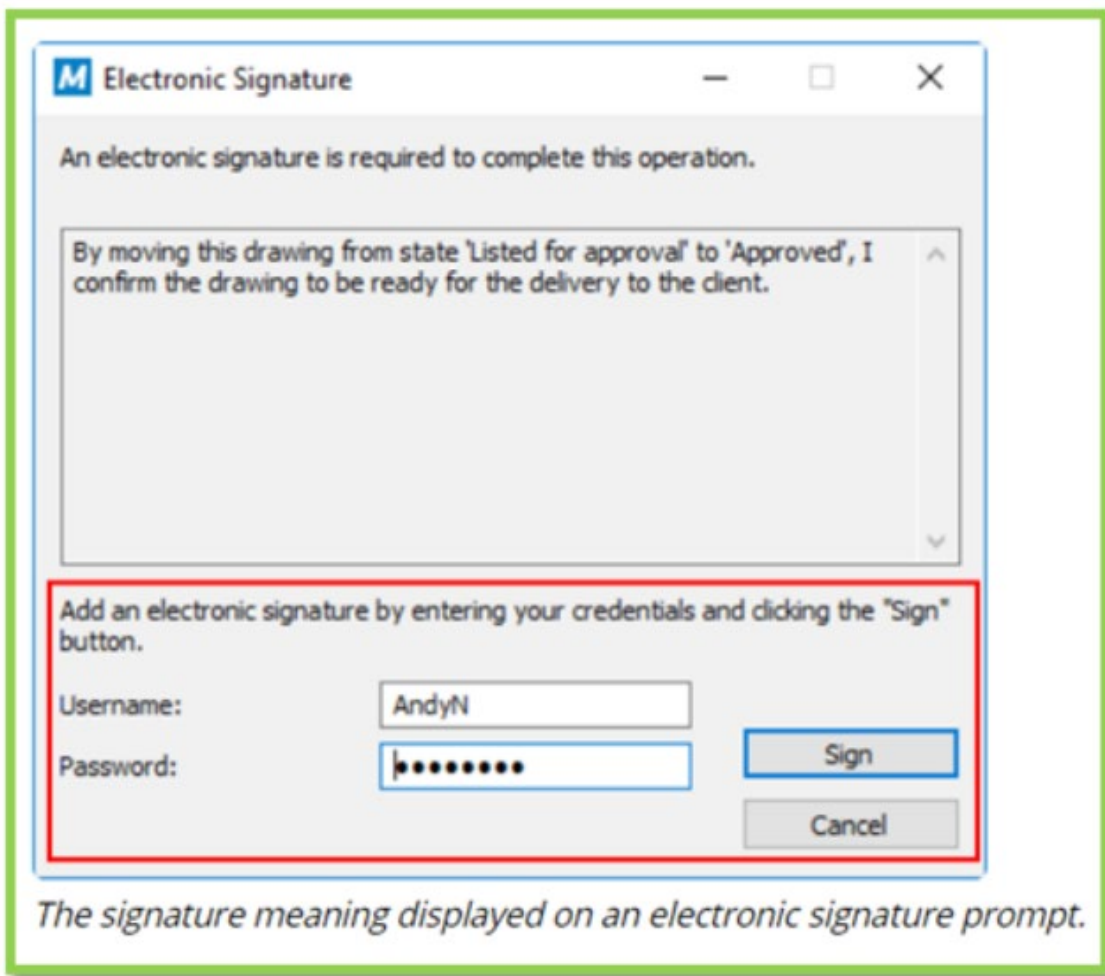 M Electronic Signature
An electronic signature is required to complete this operation.
By moving this drawing from state 'Listed for approval' to 'Approved', I
confirm the drawing to be ready for the delivery to the client.
Add an electronic signature by entering your credentials and clicking the "Sign"
button.
Username: AndyN
Password: ••••••••
Sign
Cancel
The signature meaning displayed on an electronic signature prompt.